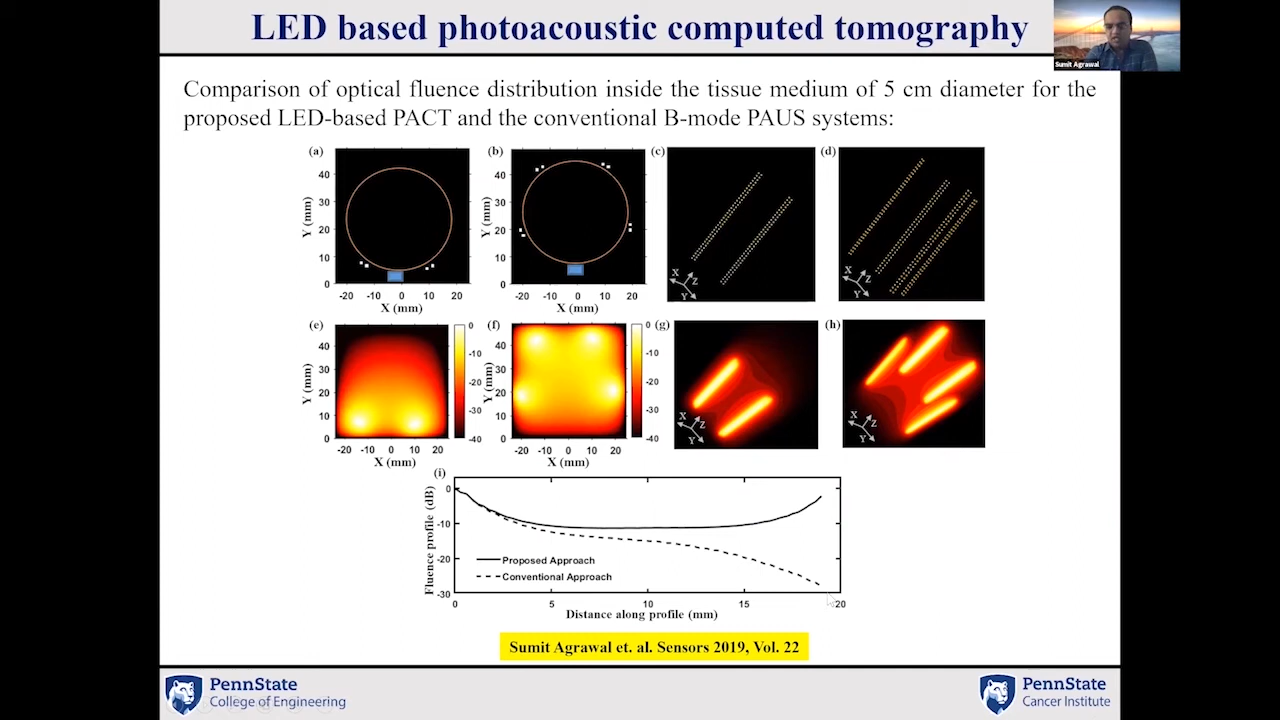 LED based photoacoustic computed tomography
Sumit Agrawal
Comparison of optical fluence distribution inside the tissue medium of 5 cm diameter for the
proposed LED-based PACT and the conventional B-mode PAUS systems:
(a) (b) (c) (d)
40 30 20 10 0
Y (mm)
-20 -10 0 10 20
X (mm)
40 30 20 10 0
Y (mm)
-20 -10 0 10 20
X (mm)
X Z Y
X Z Y
(e) (f) (g) (h)
40 30 20 10 0
Y (mm)
-20 -10 0 10 20
X (mm)
0 -10 -20 -30 -40
40 30 20 10 0
Y (mm)
-20 -10 0 10 20
X (mm)
0 -10 -20 -30 -40
X Z Y
X Z Y
(i)
Fluence profile (dB)
0 -10 -20 -30
Proposed Approach
Conventional Approach
0 5 10 15 20
Distance along profile (mm)
Sumit Agrawal et. al. Sensors 2019, Vol. 22
PennState
College of Engineering
PennState
Cancer Institute